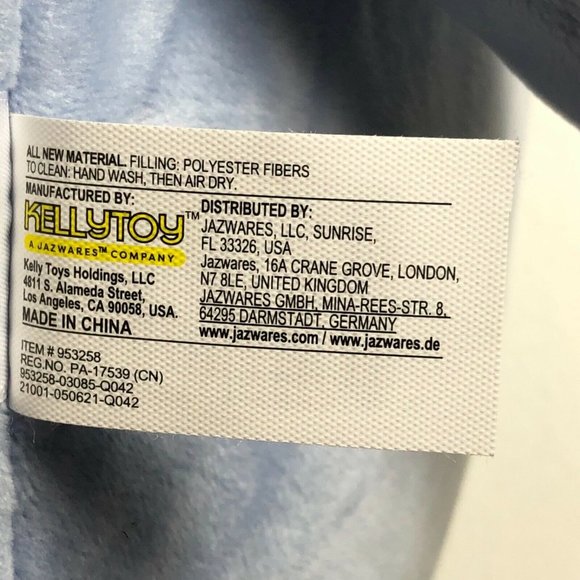 ALL NEW MATERIAL. FILLING: POLYESTER FIBERS
TO CLEAN: HAND WASH, THEN AIR DRY.
MANUFACTURED BY:
KELLYTOY™
A JAZWARES™ COMPANY
Kelly Toys Holdings, LLC
4811 S. Alameda Street,
Los Angeles, CA 90058, USA.
MADE IN CHINA
DISTRIBUTED BY:
JAZWARES, LLC, SUNRISE,
FL 33326, USA
Jazwares, 16A CRANE GROVE, LONDON,
N7 8LE, UNITED KINGDOM
JAZWARES GMBH, MINA-REES-STR. 8,
64295 DARMSTADT, GERMANY
www.jazwares.com / www.jazwares.de
ITEM # 953258
REG.NO. PA-17539 (CN)
953258-03085-Q042
21001-050621-Q042